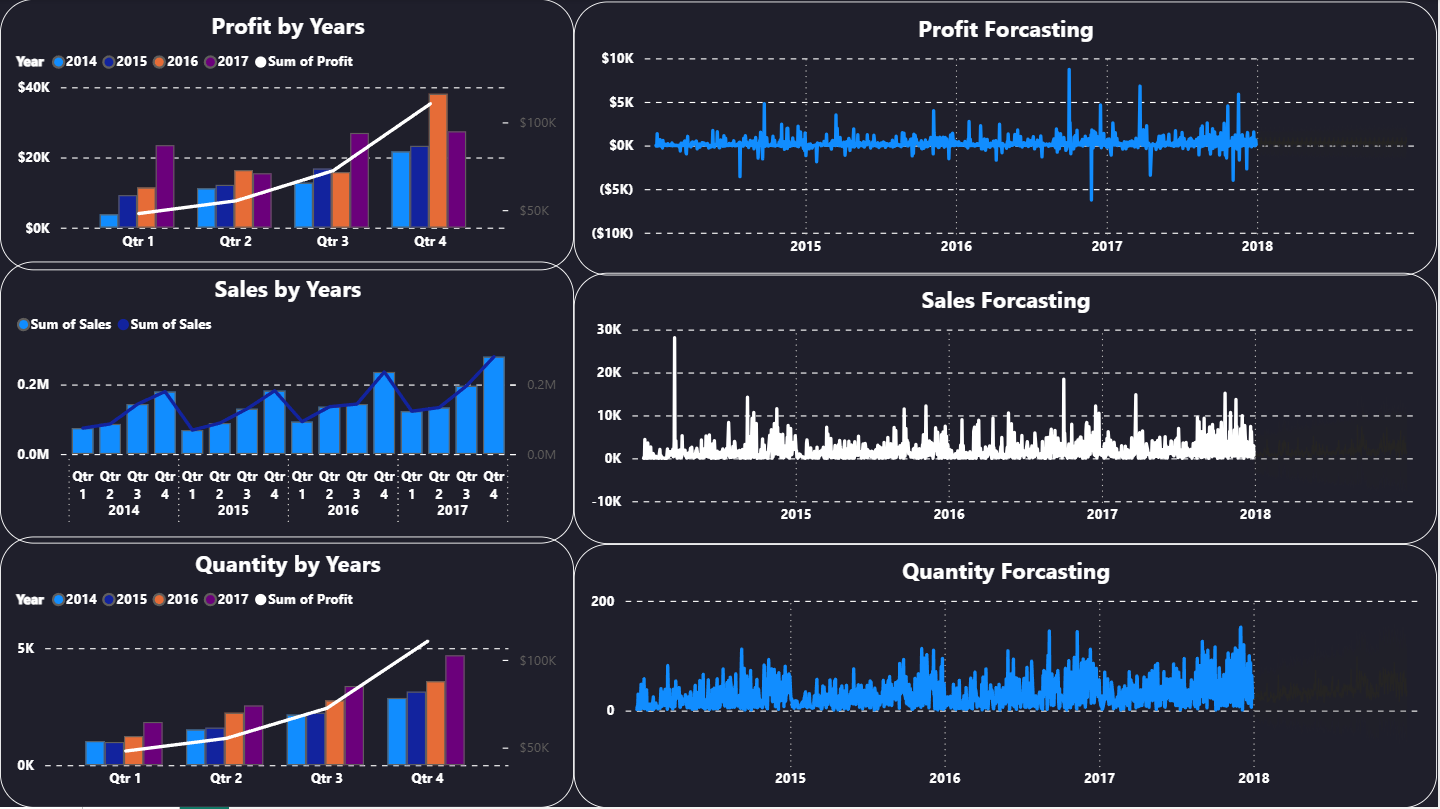 Profit by Years
Year 2014 2015 2016 2017 Sum of Profit
$40K
$100K
$20K
$50K
$0K
Qtr 1 Qtr 2 Qtr 3 Qtr 4
Profit Forcasting
$10K
$5K
$0K
($5K)
($10K)
2015 2016 2017 2018
Sales by Years
Sum of Sales Sum of Sales
0.2M 0.2M
0.0M 0.0M
Qtr Qtr Qtr Qtr Qtr Qtr Qtr Qtr Qtr Qtr Qtr Qtr Qtr Qtr Qtr Qtr
1 2 3 4 1 2 3 4 1 2 3 4 1 2 3 4
2014 2015 2016 2017
Sales Forcasting
30K
20K
10K
0K
-10K
2015 2016 2017 2018
Quantity by Years
Year 2014 2015 2016 2017 Sum of Profit
5K
$100K
$50K
0K
Qtr 1 Qtr 2 Qtr 3 Qtr 4
Quantity Forcasting
200
0
2015 2016 2017 2018